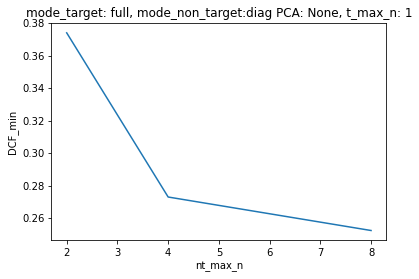 mode_target: full, mode_non_target:diag PCA: None, t_max_n: 1
0.38
0.36
0.34
0.32
0.30
0.28
0.26
DCF_min
2 3 4 5 6 7 8
nt_max_n